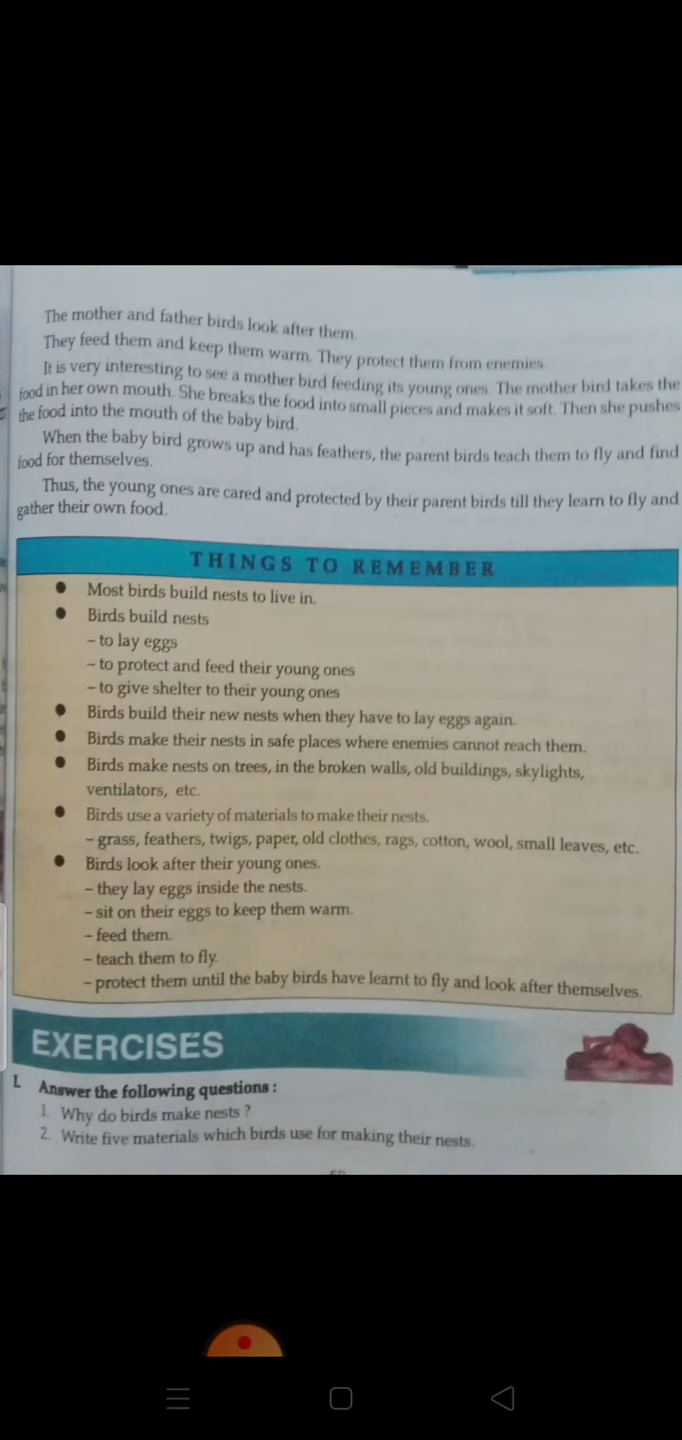 The mother and father birds look after them.
They feed them and keep them warm. They protect them from enemies.
It is very interesting to see a mother bird feeding its young ones. The mother bird takes the
food in her own mouth. She breaks the food into small pieces and makes it soft. Then she pushes
the food into the mouth of the baby bird.
When the baby bird grows up and has feathers, the parent birds teach them to fly and find
food for themselves.
Thus, the young ones are cared and protected by their parent birds till they learn to fly and
gather their own food.
THINGS TO REMEMBER
● Most birds build nests to live in.
● Birds build nests
– to lay eggs
– to protect and feed their young ones
– to give shelter to their young ones
● Birds build their new nests when they have to lay eggs again.
● Birds make their nests in safe places where enemies cannot reach them.
● Birds make nests on trees, in the broken walls, old buildings, skylights,
ventilators, etc.
● Birds use a variety of materials to make their nests.
– grass, feathers, twigs, paper, old clothes, rags, cotton, wool, small leaves, etc.
● Birds look after their young ones.
– they lay eggs inside the nests.
– sit on their eggs to keep them warm.
– feed them.
– teach them to fly.
– protect them until the baby birds have learnt to fly and look after themselves.
EXERCISES
I. Answer the following questions :
1. Why do birds make nests ?
2. Write five materials which birds use for making their nests.